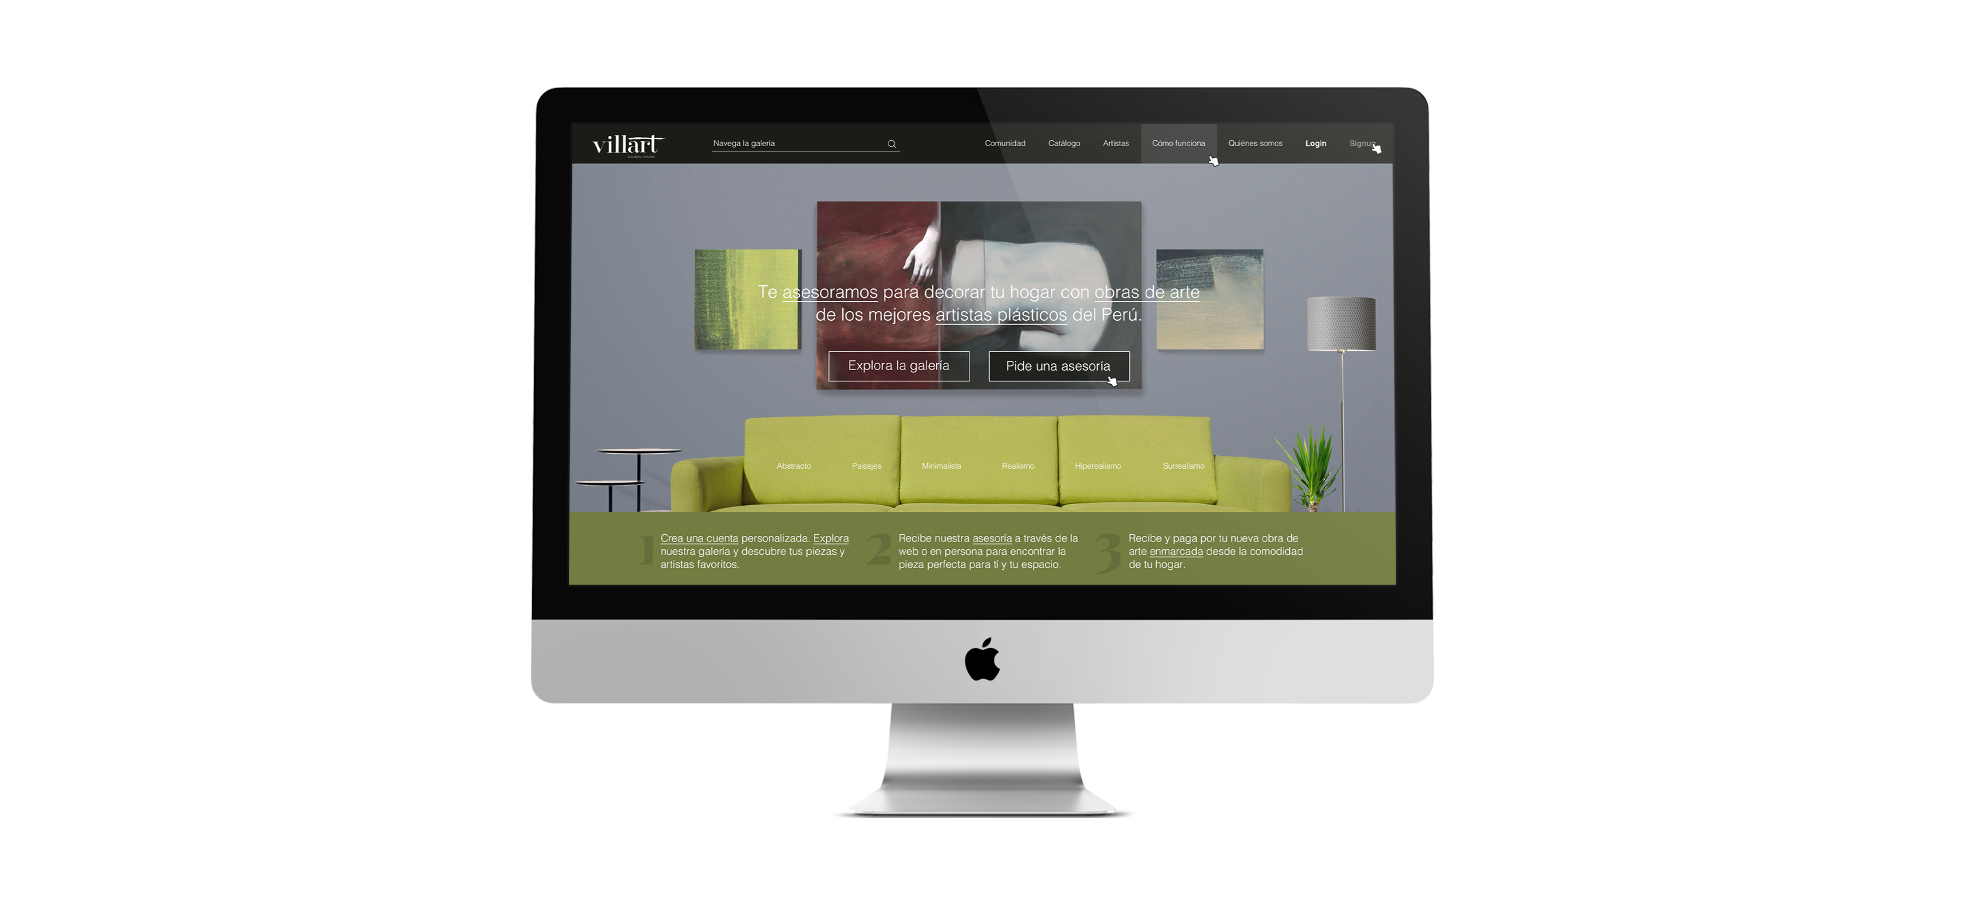 villart
Navega la galería
Comunidad
Catálogo
Artistas
Cómo funciona
Quiénes somos
Login
Te asesoramos para decorar tu hogar con obras de arte
de los mejores artistas plásticos del Perú.
Explora la galería
Pide una asesoría
Abstracto
Paisajes
Minimalista
Realismo
Hiperealismo
Surrealismo
1
Crea una cuenta personalizada. Explora
nuestra galería y descubre tus piezas y
artistas favoritos.
2
Recibe nuestra asesoría a través de la
web o en persona para encontrar la
pieza perfecta para tí y tu espacio.
3
Recibe y paga por tu nueva obra de
arte enmarcada desde la comodidad
de tu hogar.